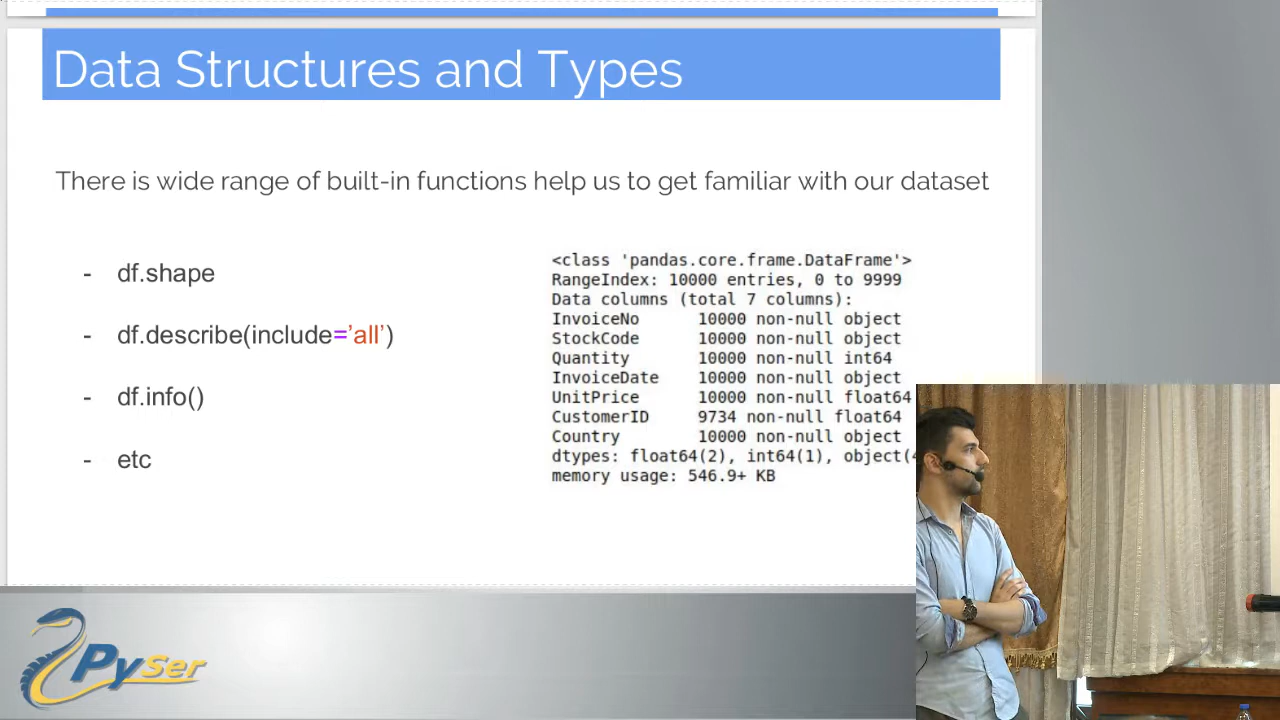 Data Structures and Types
There is wide range of built-in functions help us to get familiar with our dataset
- df.shape
- df.describe(include='all')
- df.info()
- etc
<class 'pandas.core.frame.DataFrame'>
RangeIndex: 10000 entries, 0 to 9999
Data columns (total 7 columns):
InvoiceNo 10000 non-null object
StockCode 10000 non-null object
Quantity 10000 non-null int64
InvoiceDate 10000 non-null object
UnitPrice 10000 non-null float64
CustomerID 9734 non-null float64
Country 10000 non-null object
dtypes: float64(2), int64(1), object(
memory usage: 546.9+ KB
PySer